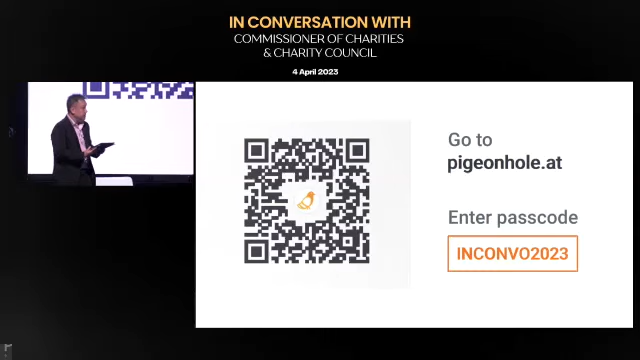 IN CONVERSATION WITH
COMMISSIONER OF CHARITIES
& CHARITY COUNCIL
4 April 2023
Go to
pigeonhole.at
Enter passcode
INCONVO2023